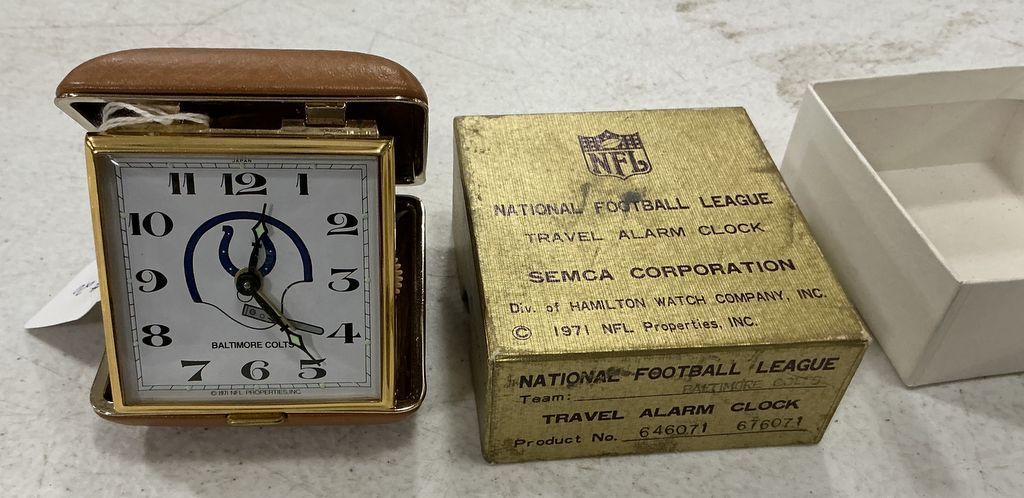 JAPAN
11 12 1
10 2
9 3
8 4
7 6 5
BALTIMORE COLTS
© 1971 NFL PROPERTIES, INC.
NFL
NATIONAL FOOTBALL LEAGUE
TRAVEL ALARM CLOCK
SEMCA CORPORATION
Div. of HAMILTON WATCH COMPANY, INC.
© 1971 NFL Properties, INC.
NATIONAL FOOTBALL LEAGUE
Team: BALTIMORE COLTS
TRAVEL ALARM CLOCK
Product No. 646071 676071